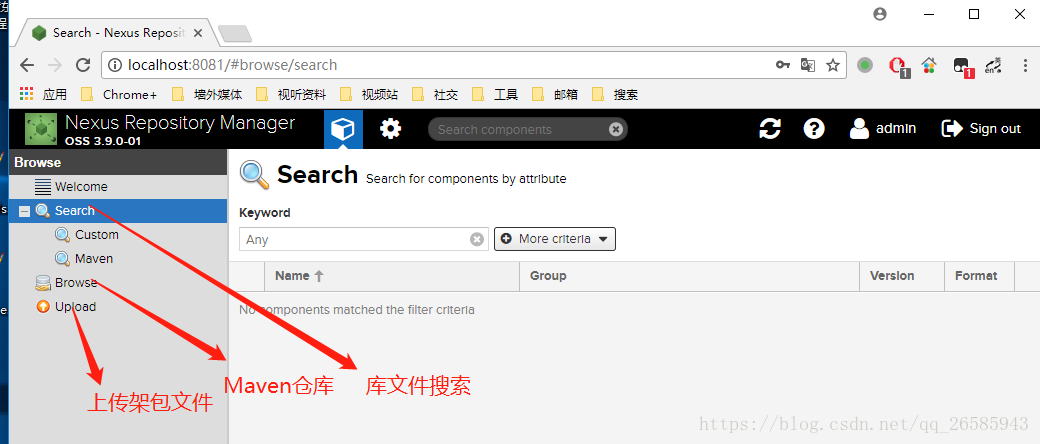 Search - Nexus Reposit
localhost:8081/#browse/search
1
1
en
应用 Chrome+ 墙外媒体 视听资料 视频站 社交 工具 邮箱 搜索
Nexus Repository Manager
OSS 3.9.0-01
Search components
admin
Sign out
Browse
Welcome
Search
Custom
Maven
Browse
Upload
Search Search for components by attribute
Keyword
Any
More criteria
Name Group Version Format
No components matched the filter criteria
Maven仓库 库文件搜索
上传架包文件
https://blog.csdn.net/qq_26585943